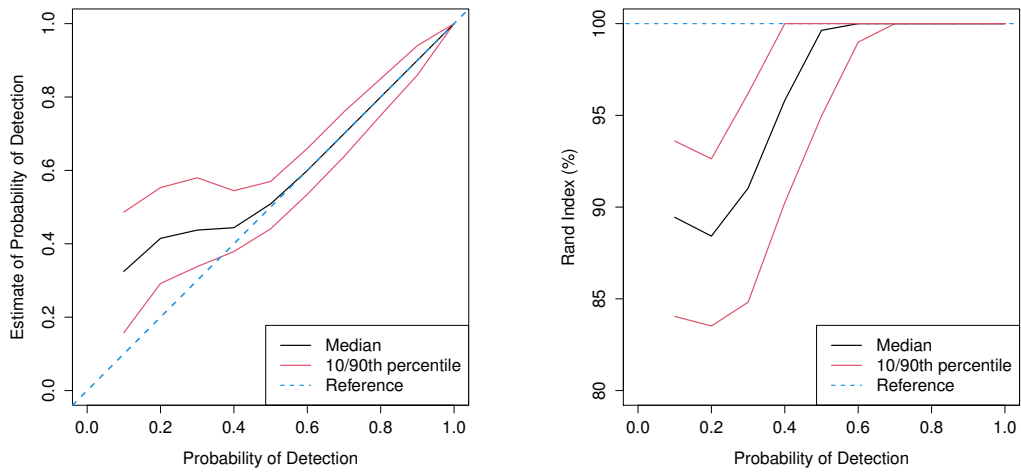 Estimate of Probability of Detection
1.0
0.8
0.6
0.4
0.2
0.0
Median
10/90th percentile
Reference
0.0 0.2 0.4 0.6 0.8 1.0
Probability of Detection
Rand Index (%)
100
95
90
85
80
Median
10/90th percentile
Reference
0.0 0.2 0.4 0.6 0.8 1.0
Probability of Detection